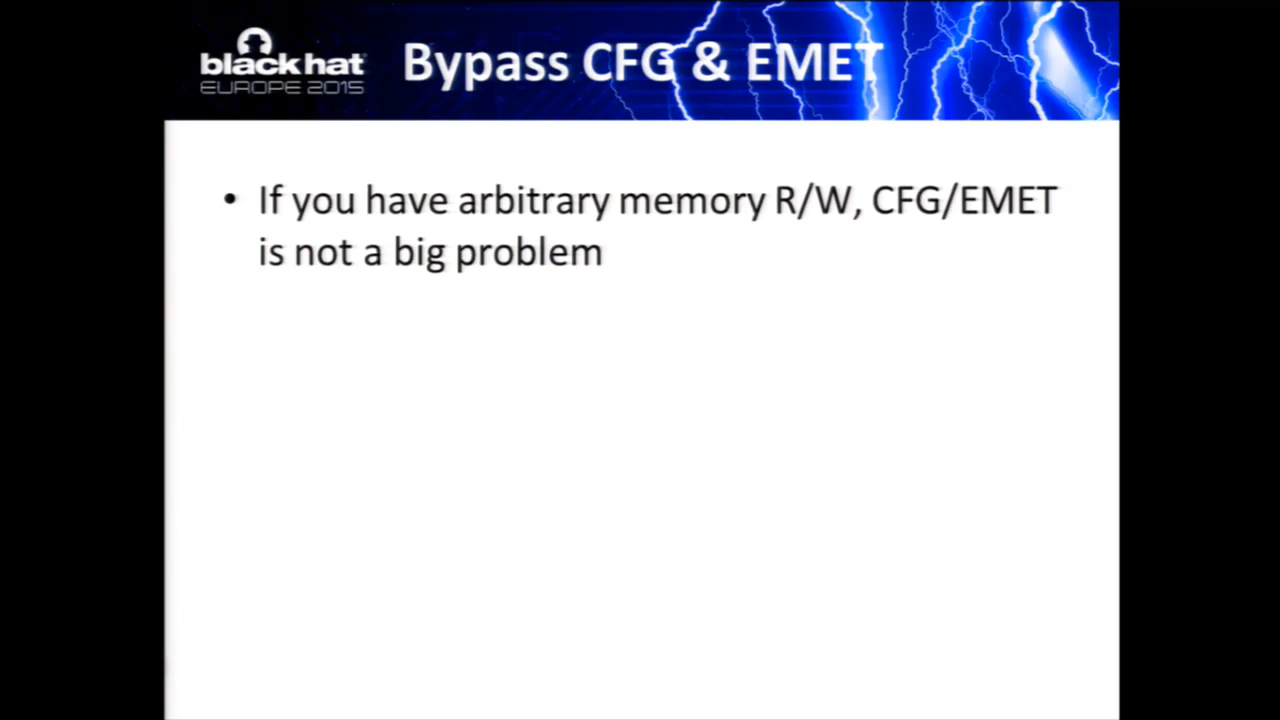 black hat
EUROPE 2015
Bypass CFG & EMET
• If you have arbitrary memory R/W, CFG/EMET
is not a big problem